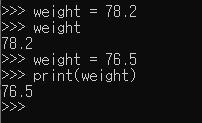 >>> weight = 78.2
>>> weight
78.2
>>> weight = 76.5
>>> print(weight)
76.5
>>>